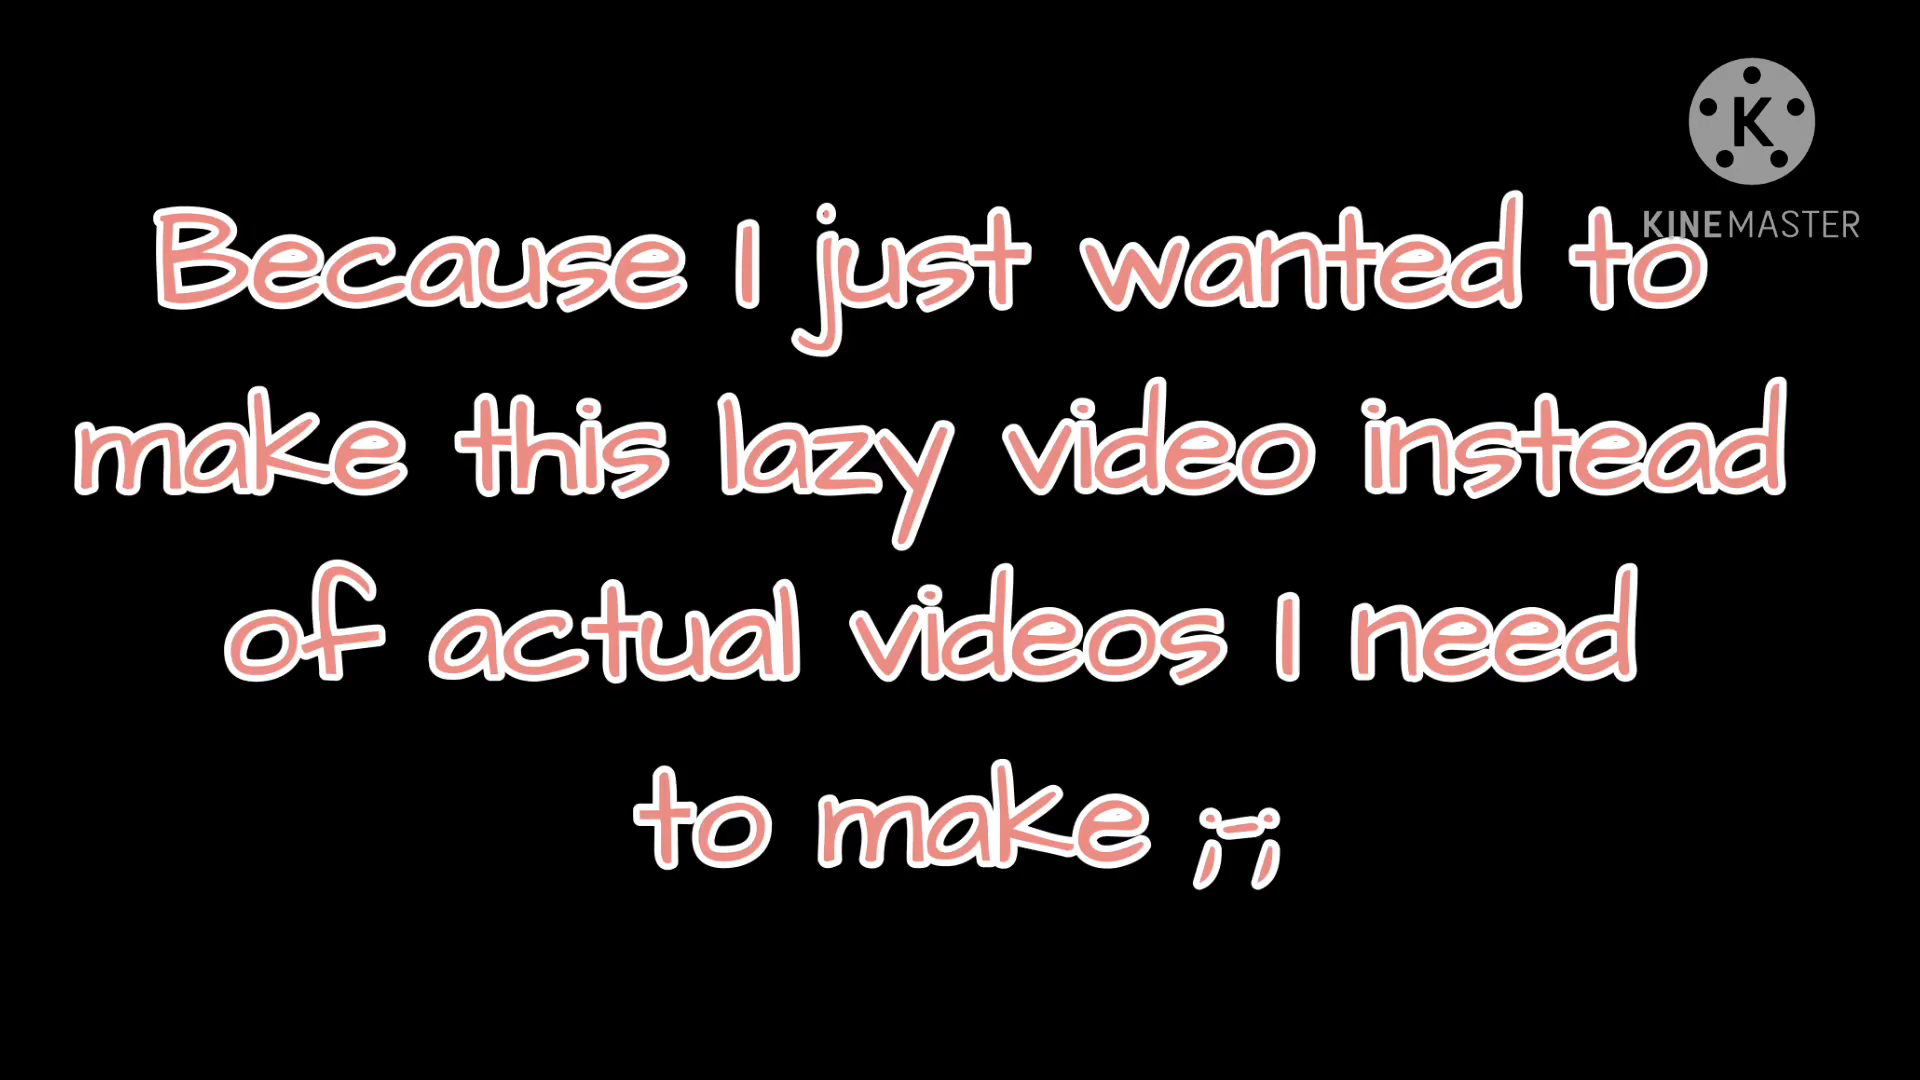 K
KINEMASTER
Because I just wanted to
make this lazy video instead
of actual videos I need
to make ;-;